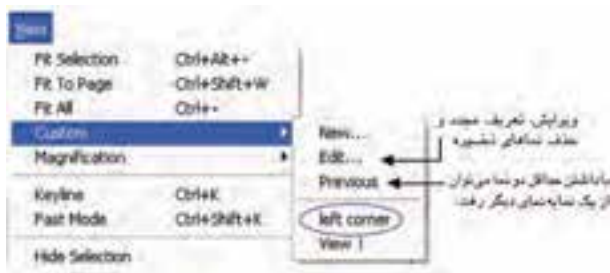 View
Fit Selection Ctrl+Alt+-
Fit To Page Ctrl+Shift+W
Fit All Ctrl+-
Custom
Magnification
Keyline Ctrl+K
Fast Mode Ctrl+Shift+K
Hide Selection
New...
Edit...
Previous
left corner
View 1
ویرایش، تعریف مجدد و
حذف نماهای ذخیره
با داشتن حداقل دو نما می‌توان
از یک نما به نمای دیگر رفت.